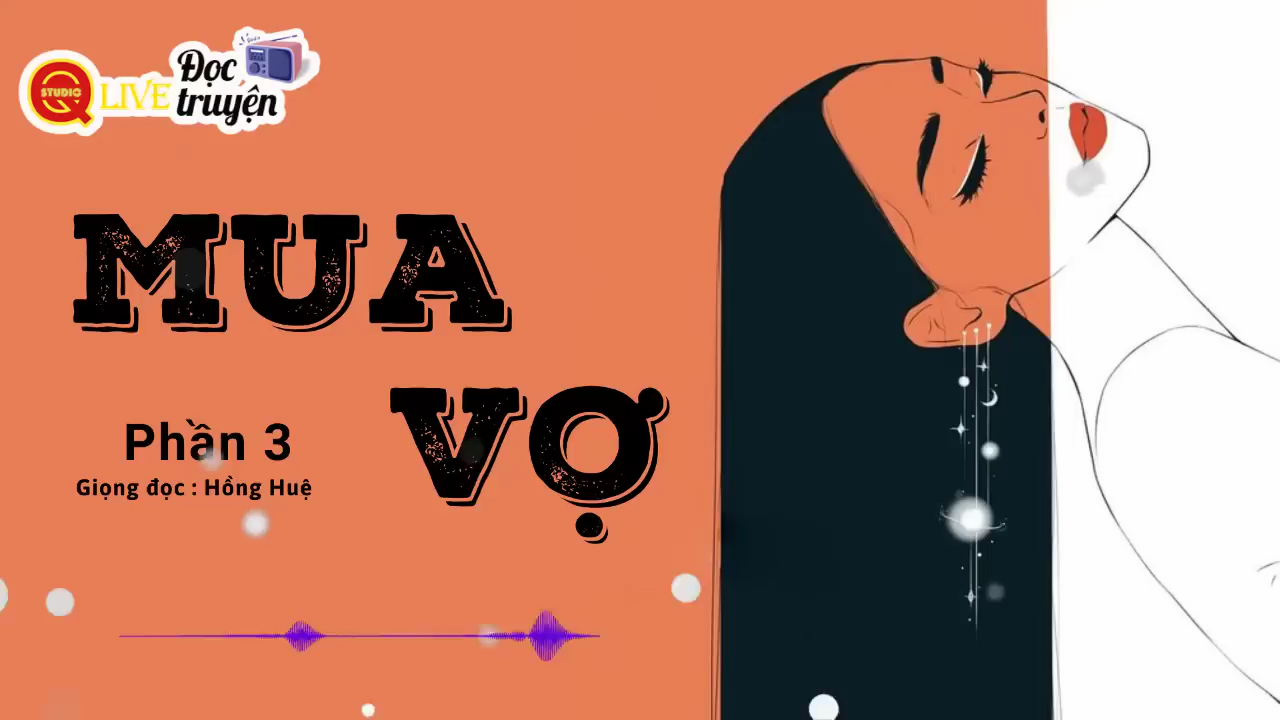 STUDIO
LIVE
Đọc
truyện
MUA
VỢ
Phần 3
Giọng đọc : Hồng Huệ